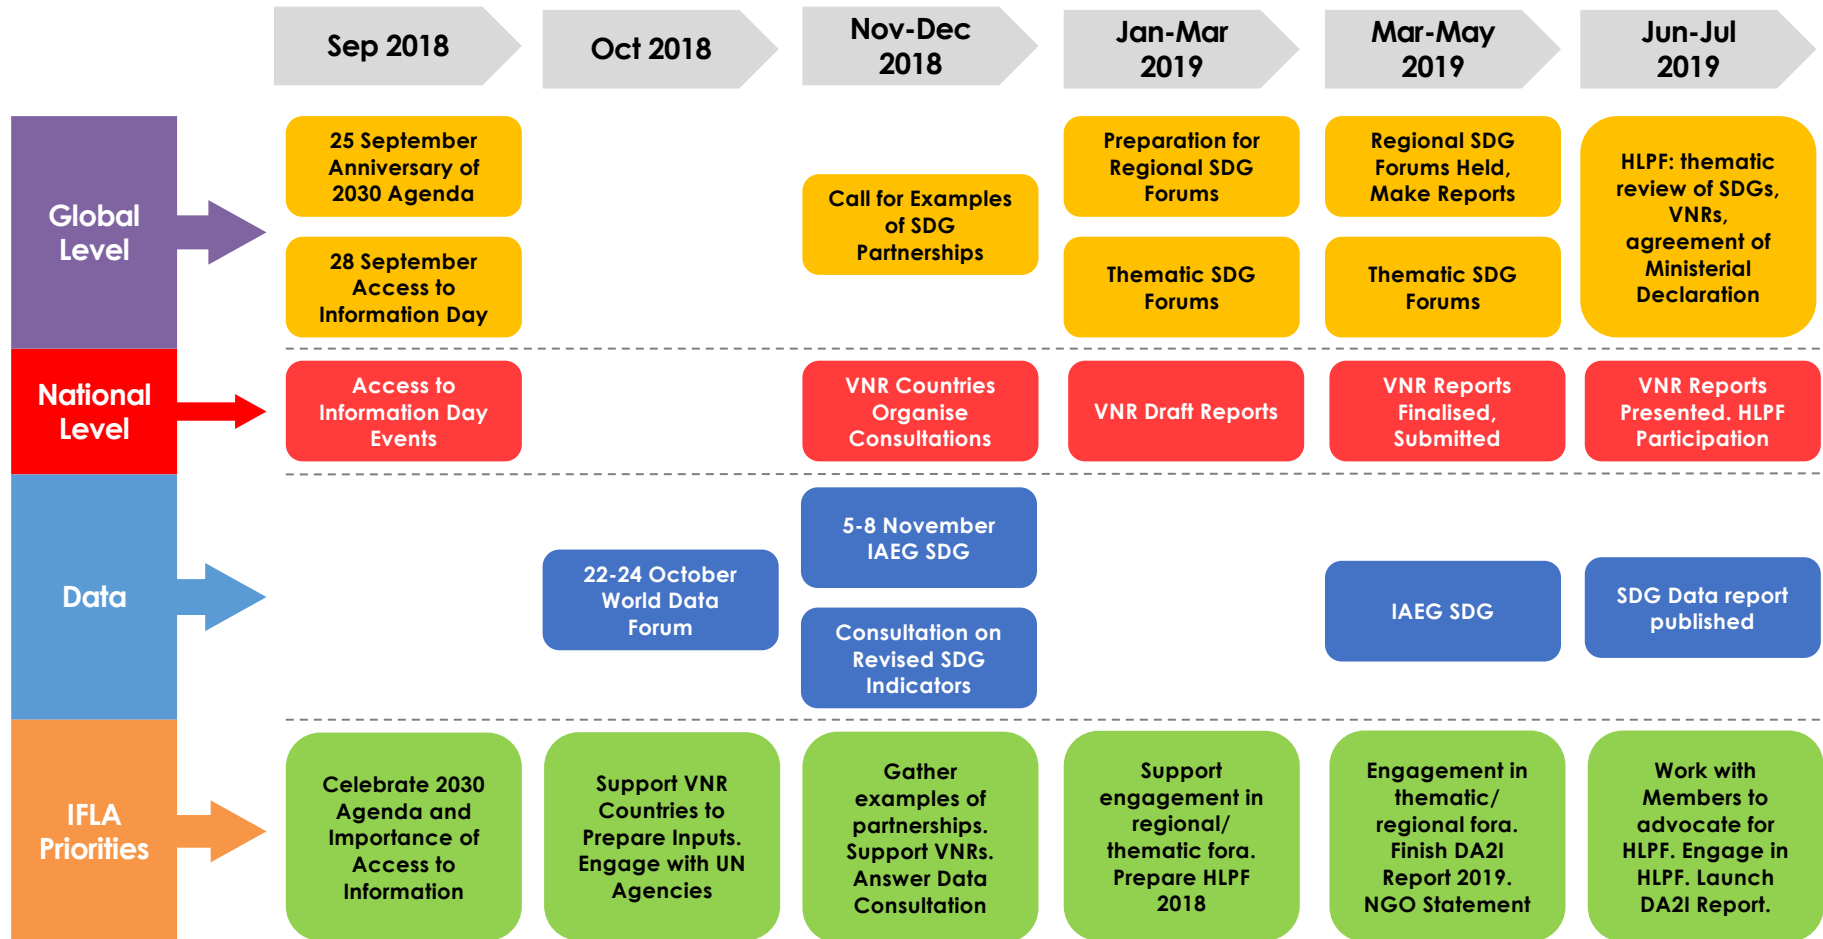 Sep 2018
Oct 2018
Nov-Dec
2018
Jan-Mar
2019
Mar-May
2019
Jun-Jul
2019
Global
Level
25 September
Anniversary of
2030 Agenda
28 September
Access to
Information Day
Call for Examples
of SDG
Partnerships
Preparation for
Regional SDG
Forums
Thematic SDG
Forums
Regional SDG
Forums Held,
Make Reports
Thematic SDG
Forums
HLPF: thematic
review of SDGs,
VNRs,
agreement of
Ministerial
Declaration
National
Level
Access to
Information Day
Events
VNR Countries
Organise
Consultations
VNR Draft Reports
VNR Reports
Finalised,
Submitted
VNR Reports
Presented. HLPF
Participation
Data
22-24 October
World Data
Forum
5-8 November
IAEG SDG
Consultation on
Revised SDG
Indicators
IAEG SDG
SDG Data report
published
IFLA
Priorities
Celebrate 2030
Agenda and
Importance of
Access to
Information
Support VNR
Countries to
Prepare Inputs.
Engage with UN
Agencies
Gather
examples of
partnerships.
Support VNRs.
Answer Data
Consultation
Support
engagement in
regional/
thematic fora.
Prepare HLPF
2018
Engagement in
thematic/
regional fora.
Finish DA2I
Report 2019.
NGO Statement
Work with
Members to
advocate for
HLPF. Engage in
HLPF. Launch
DA2I Report.